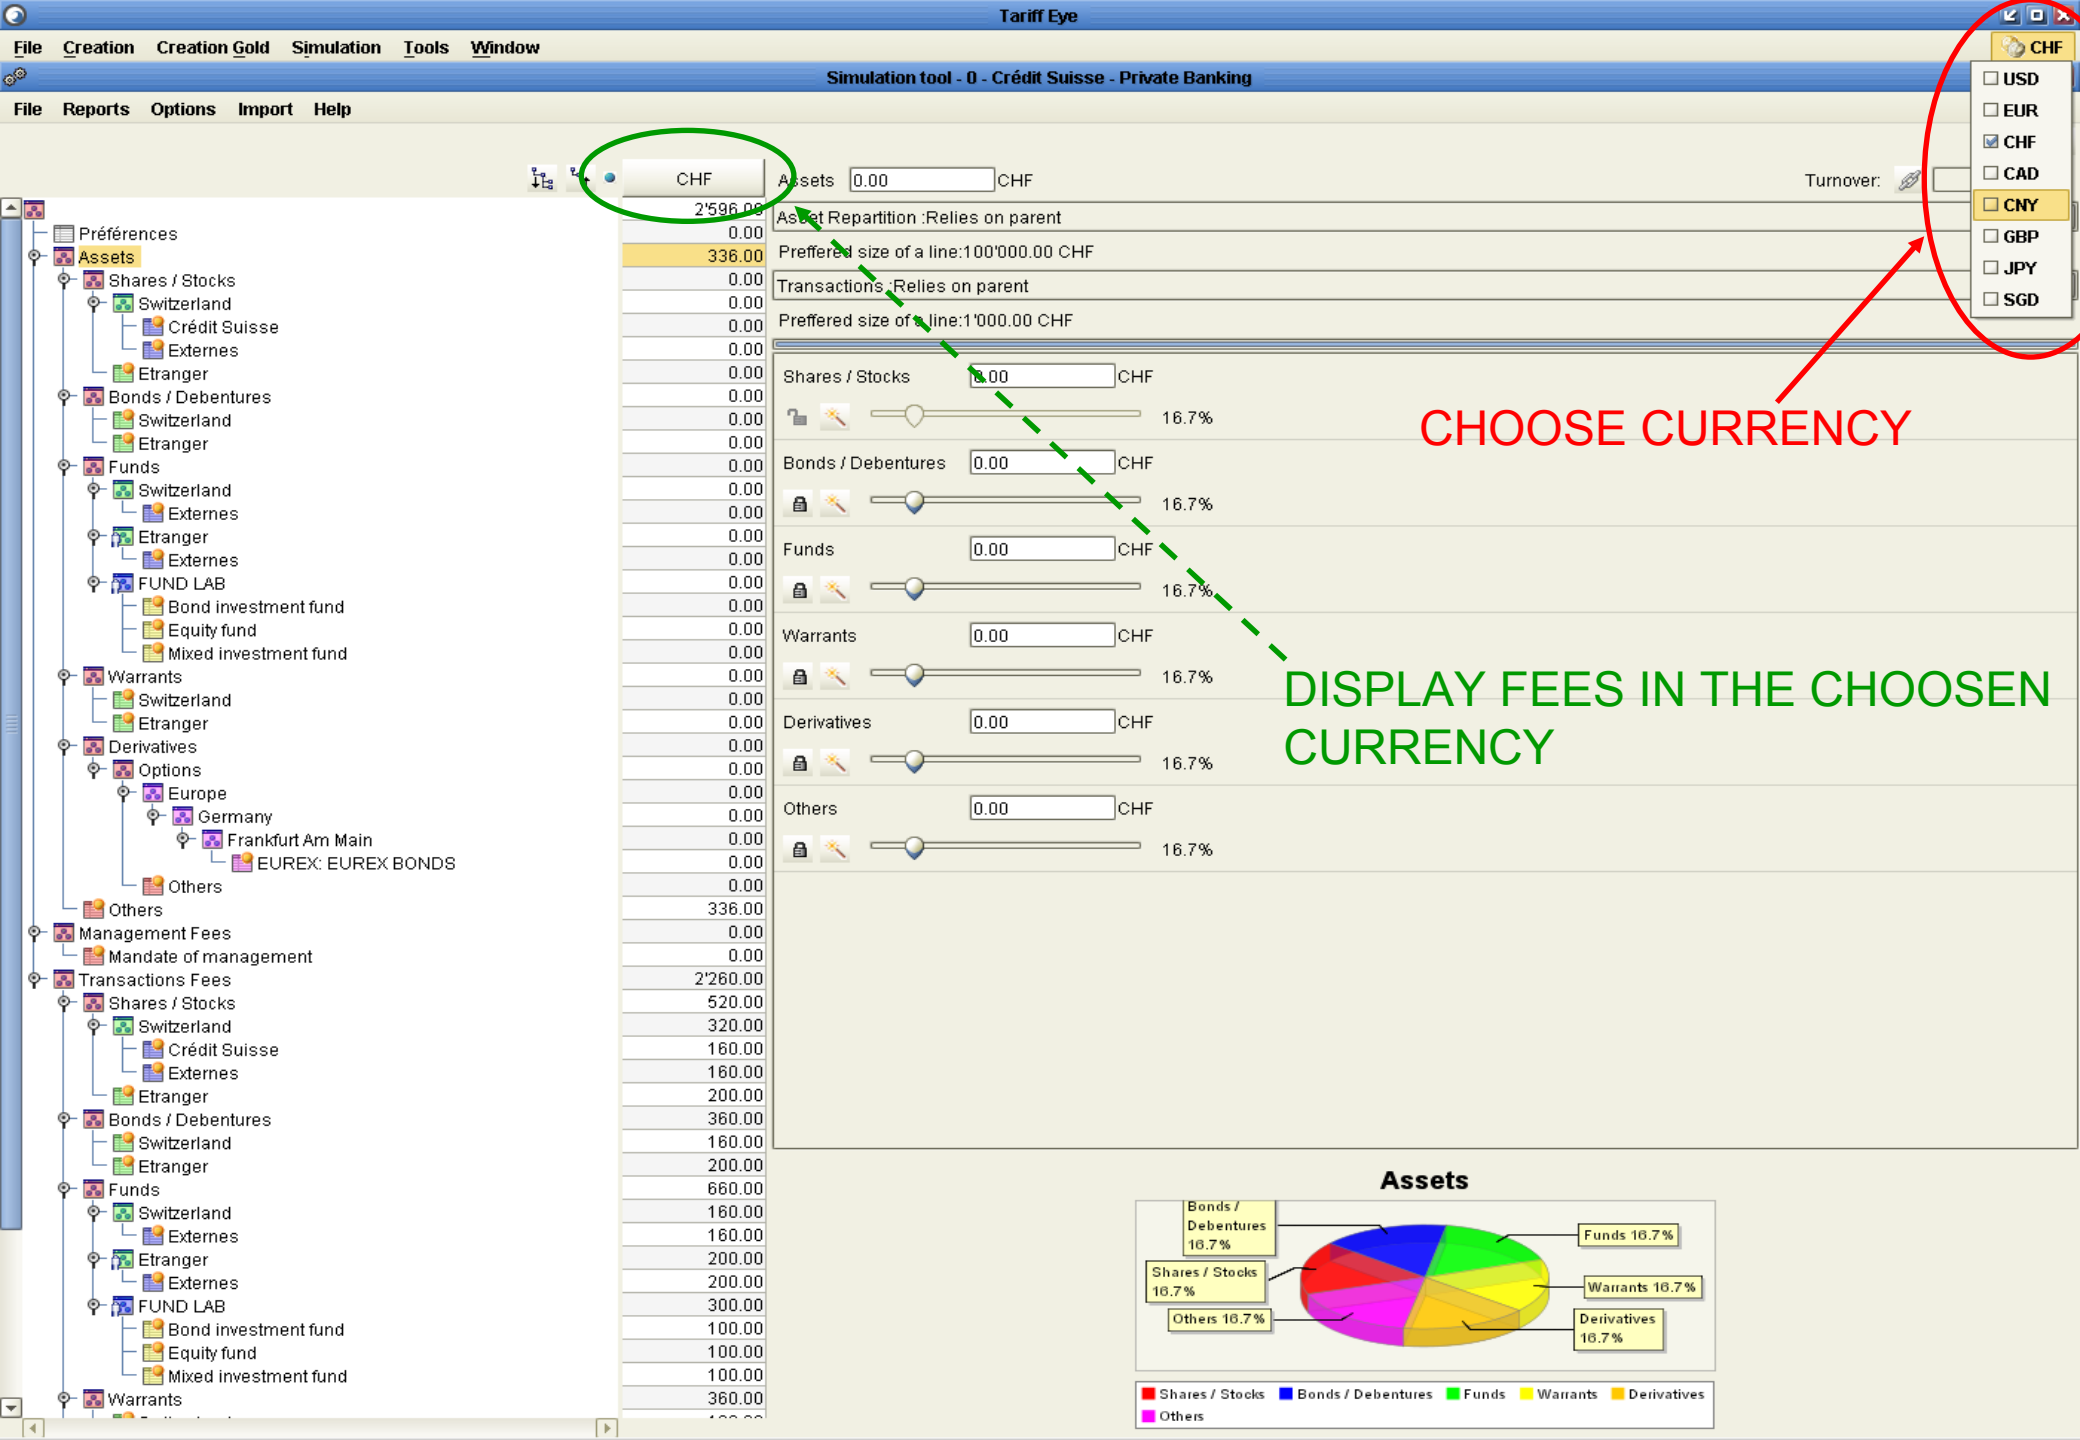 Tariff Eye
File Creation Creation Gold Simulation Tools Window
CHF
Simulation tool - 0 - Crédit Suisse - Private Banking
File Reports Options Import Help
USD
EUR
CHF
CAD
CNY
GBP
JPY
SGD
CHF
Assets 0.00 CHF
Turnover:
2'596.00
Asset Repartition :Relies on parent
Préférences 0.00
Assets 336.00
Preffered size of a line:100'000.00 CHF
Shares / Stocks 0.00
Transactions :Relies on parent
Switzerland 0.00
Crédit Suisse 0.00
Preffered size of a line:1'000.00 CHF
Externes 0.00
Etranger 0.00
Bonds / Debentures 0.00
Switzerland 0.00
Etranger 0.00
Funds 0.00
Switzerland 0.00
Externes 0.00
Etranger 0.00
Externes 0.00
FUND LAB 0.00
Bond investment fund 0.00
Equity fund 0.00
Mixed investment fund 0.00
Warrants 0.00
Switzerland 0.00
Etranger 0.00
Derivatives 0.00
Options 0.00
Europe 0.00
Germany 0.00
Frankfurt Am Main 0.00
EUREX: EUREX BONDS 0.00
Others 0.00
Others 336.00
Management Fees 0.00
Mandate of management 0.00
Transactions Fees 2'260.00
Shares / Stocks 520.00
Switzerland 320.00
Crédit Suisse 160.00
Externes 160.00
Etranger 200.00
Bonds / Debentures 360.00
Switzerland 160.00
Etranger 200.00
Funds 660.00
Switzerland 160.00
Externes 160.00
Etranger 200.00
Externes 200.00
FUND LAB 300.00
Bond investment fund 100.00
Equity fund 100.00
Mixed investment fund 100.00
Warrants 360.00
Shares / Stocks 0.00 CHF
16.7%
Bonds / Debentures 0.00 CHF
16.7%
Funds 0.00 CHF
16.7%
Warrants 0.00 CHF
16.7%
Derivatives 0.00 CHF
16.7%
Others 0.00 CHF
16.7%
CHOOSE CURRENCY
DISPLAY FEES IN THE CHOOSEN
CURRENCY
Assets
Bonds /
Debentures
16.7%
Funds 16.7%
Shares / Stocks
16.7%
Warrants 16.7%
Others 16.7%
Derivatives
16.7%
Shares / Stocks Bonds / Debentures Funds Warrants Derivatives
Others